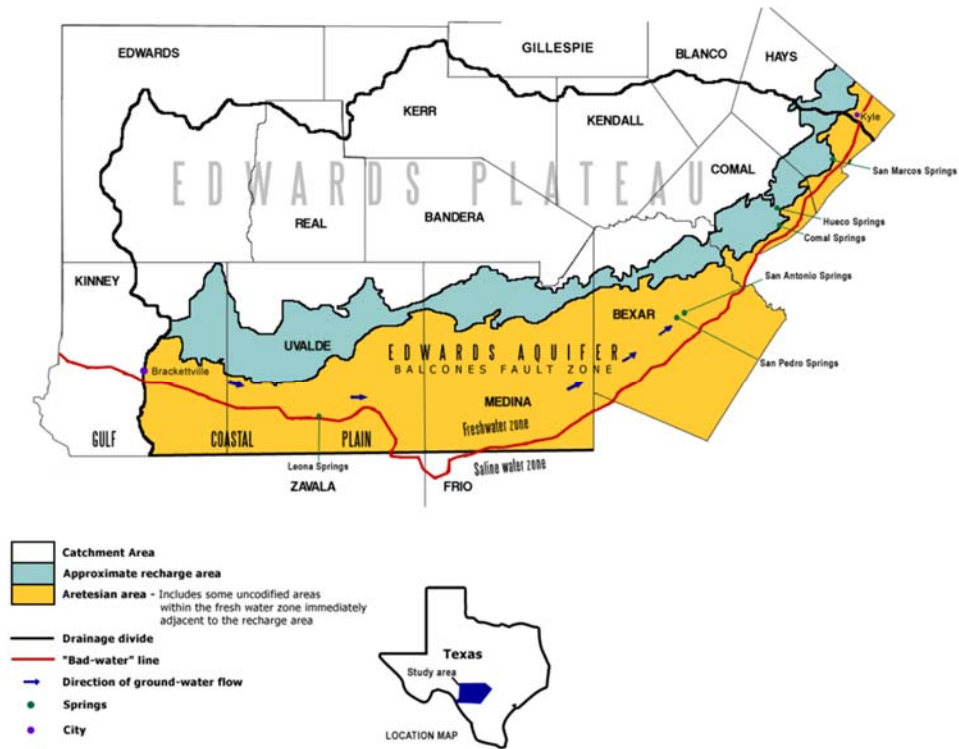 EDWARDS
GILLESPIE
BLANCO
HAYS
KERR
KENDALL
Kyle
COMAL
San Marcos Springs
EDWARDS PLATEAU
REAL
BANDERA
Hueco Springs
Comal Springs
KINNEY
San Antonio Springs
BEXAR
UVALDE
EDWARDS AQUIFER
BALCONES FAULT ZONE
San Pedro Springs
Brackettville
MEDINA
GULF
COASTAL
PLAIN
Freshwater zone
Saline water zone
Leona Springs
ZAVALA
FRIO
Catchment Area
Approximate recharge area
Aretesian area - Includes some uncodified areas
within the fresh water zone immediately
adjacent to the recharge area
Drainage divide
"Bad-water" line
Direction of ground-water flow
Springs
City
Texas
Study area
LOCATION MAP